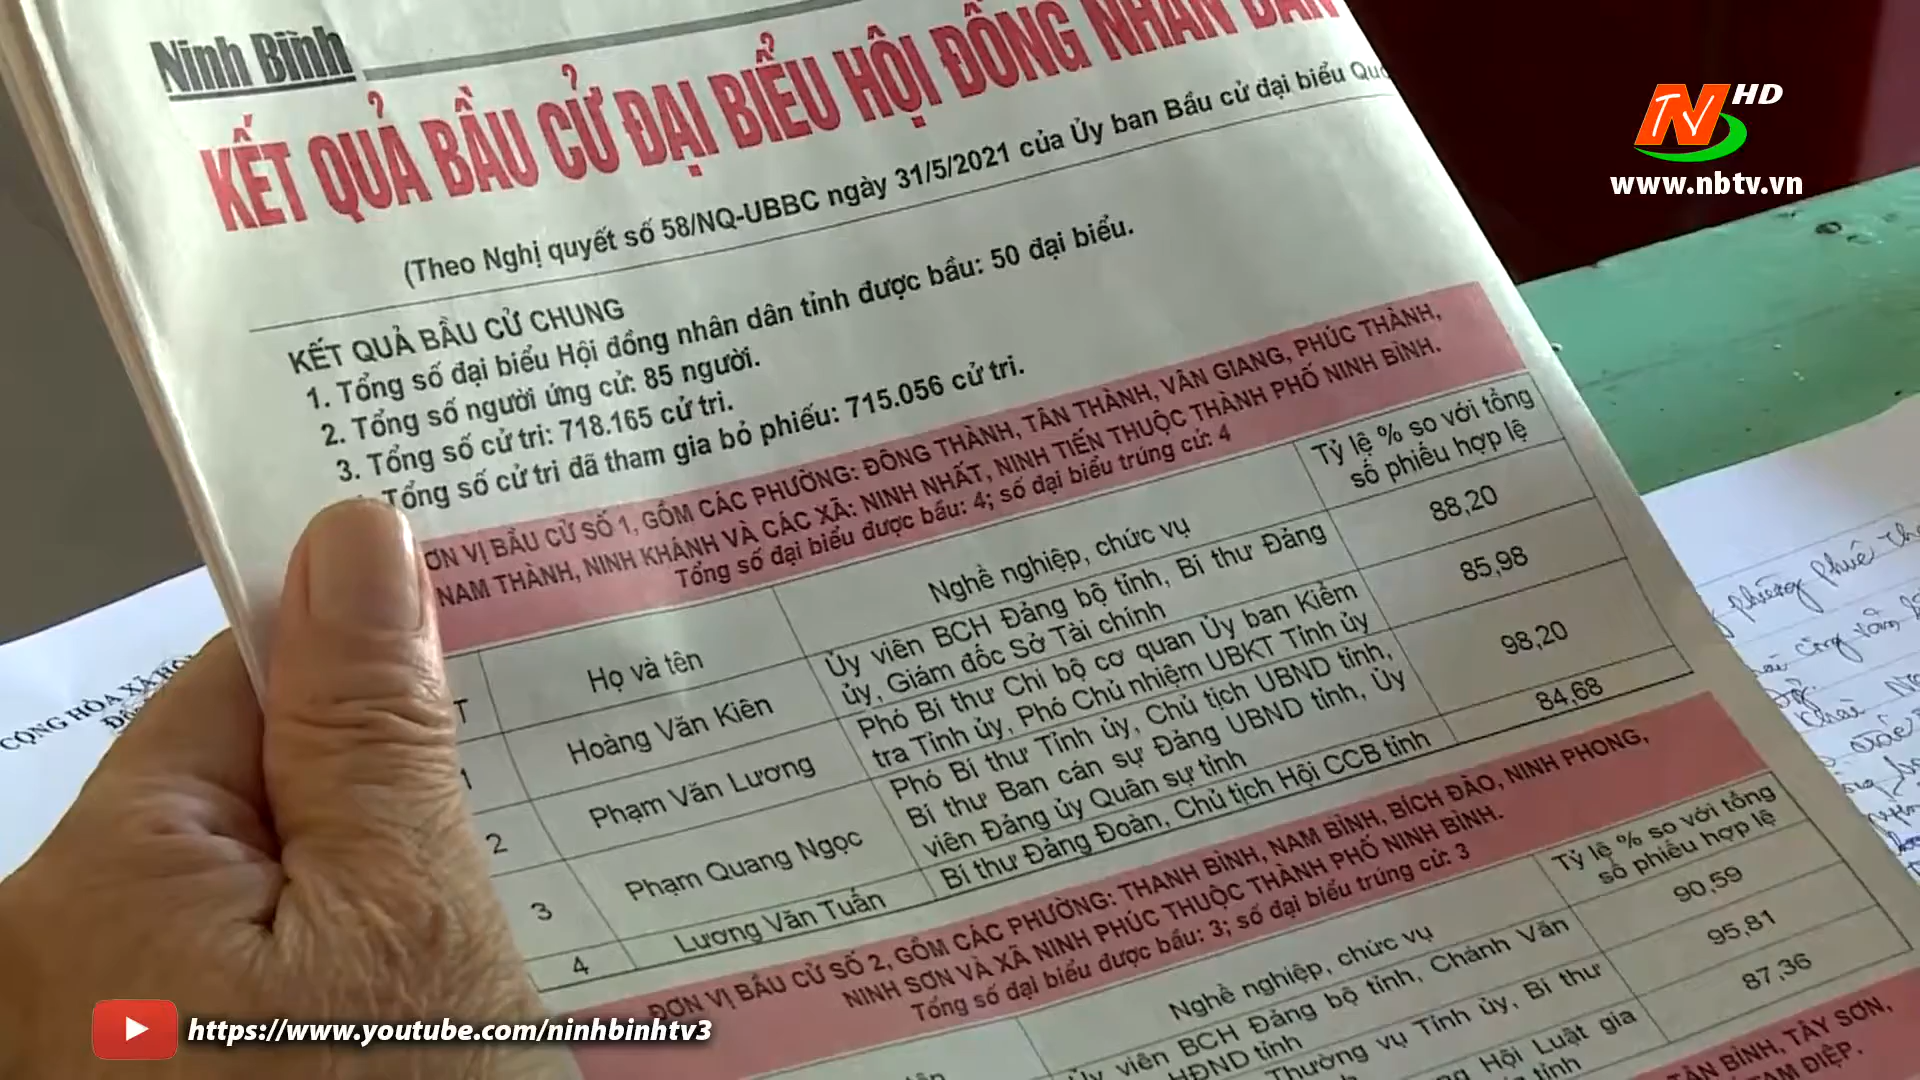 Ninh Bình
KẾT QUẢ BẦU CỬ ĐẠI BIỂU HỘI ĐỒNG NHÂN DÂN
(Theo Nghị quyết số 58/NQ-UBBC ngày 31/5/2021 của Ủy ban Bầu cử đại biểu
KẾT QUẢ BẦU CỬ CHUNG
1. Tổng số đại biểu Hội đồng nhân dân tỉnh được bầu: 50 đại biểu.
2. Tổng số người ứng cử: 85 người.
3. Tổng số cử tri: 718.165 cử tri.
Tổng số cử tri đã tham gia bỏ phiếu: 715.056 cử tri.
ĐƠN VỊ BẦU CỬ SỐ 1, GỒM CÁC PHƯỜNG: ĐÔNG THÀNH, TÂN THÀNH, VÂN GIANG, PHÚC THÀNH,
NAM THÀNH, NINH KHÁNH VÀ CÁC XÃ: NINH NHẤT, NINH TIẾN THUỘC THÀNH PHỐ NINH BÌNH.
Tổng số đại biểu được bầu: 4; số đại biểu trúng cử: 4
T
Họ và tên
Nghề nghiệp, chức vụ
Tỷ lệ % so với tổng
số phiếu hợp lệ
1
Hoàng Văn Kiên
Ủy viên BCH Đảng bộ tỉnh, Bí thư Đảng
ủy, Giám đốc Sở Tài chính
88,20
2
Phạm Văn Lương
Phó Bí thư Chi bộ cơ quan Ủy ban Kiểm
tra Tỉnh ủy, Phó Chủ nhiệm UBKT Tỉnh ủy
85,98
3
Phạm Quang Ngọc
Phó Bí thư Tỉnh ủy, Chủ tịch UBND tỉnh,
Bí thư Ban cán sự Đảng UBND tỉnh, Ủy
viên Đảng ủy Quân sự tỉnh
98,20
4
Lương Văn Tuấn
Bí thư Đảng Đoàn, Chủ tịch Hội CCB tỉnh
84,68
ĐƠN VỊ BẦU CỬ SỐ 2, GỒM CÁC PHƯỜNG: THANH BÌNH, NAM BÌNH, BÍCH ĐÀO, NINH PHONG,
NINH SƠN VÀ XÃ NINH PHÚC THUỘC THÀNH PHỐ NINH BÌNH.
Tổng số đại biểu được bầu: 3; số đại biểu trúng cử: 3
Nghề nghiệp, chức vụ
Tỷ lệ % so với tổng
số phiếu hợp lệ
Ủy viên BCH Đảng bộ tỉnh, Chánh Văn
HĐND tỉnh
90,59
Thường vụ Tỉnh ủy, Bí thư
95,81
Hội Luật gia
tỉnh
87,36
TÂN BÌNH, TÂY SƠN,
TAM ĐIỆP.
CỘNG HÒA XÃ HỘI
NTV HD
www.nbtv.vn
https://www.youtube.com/ninhbinhtv3